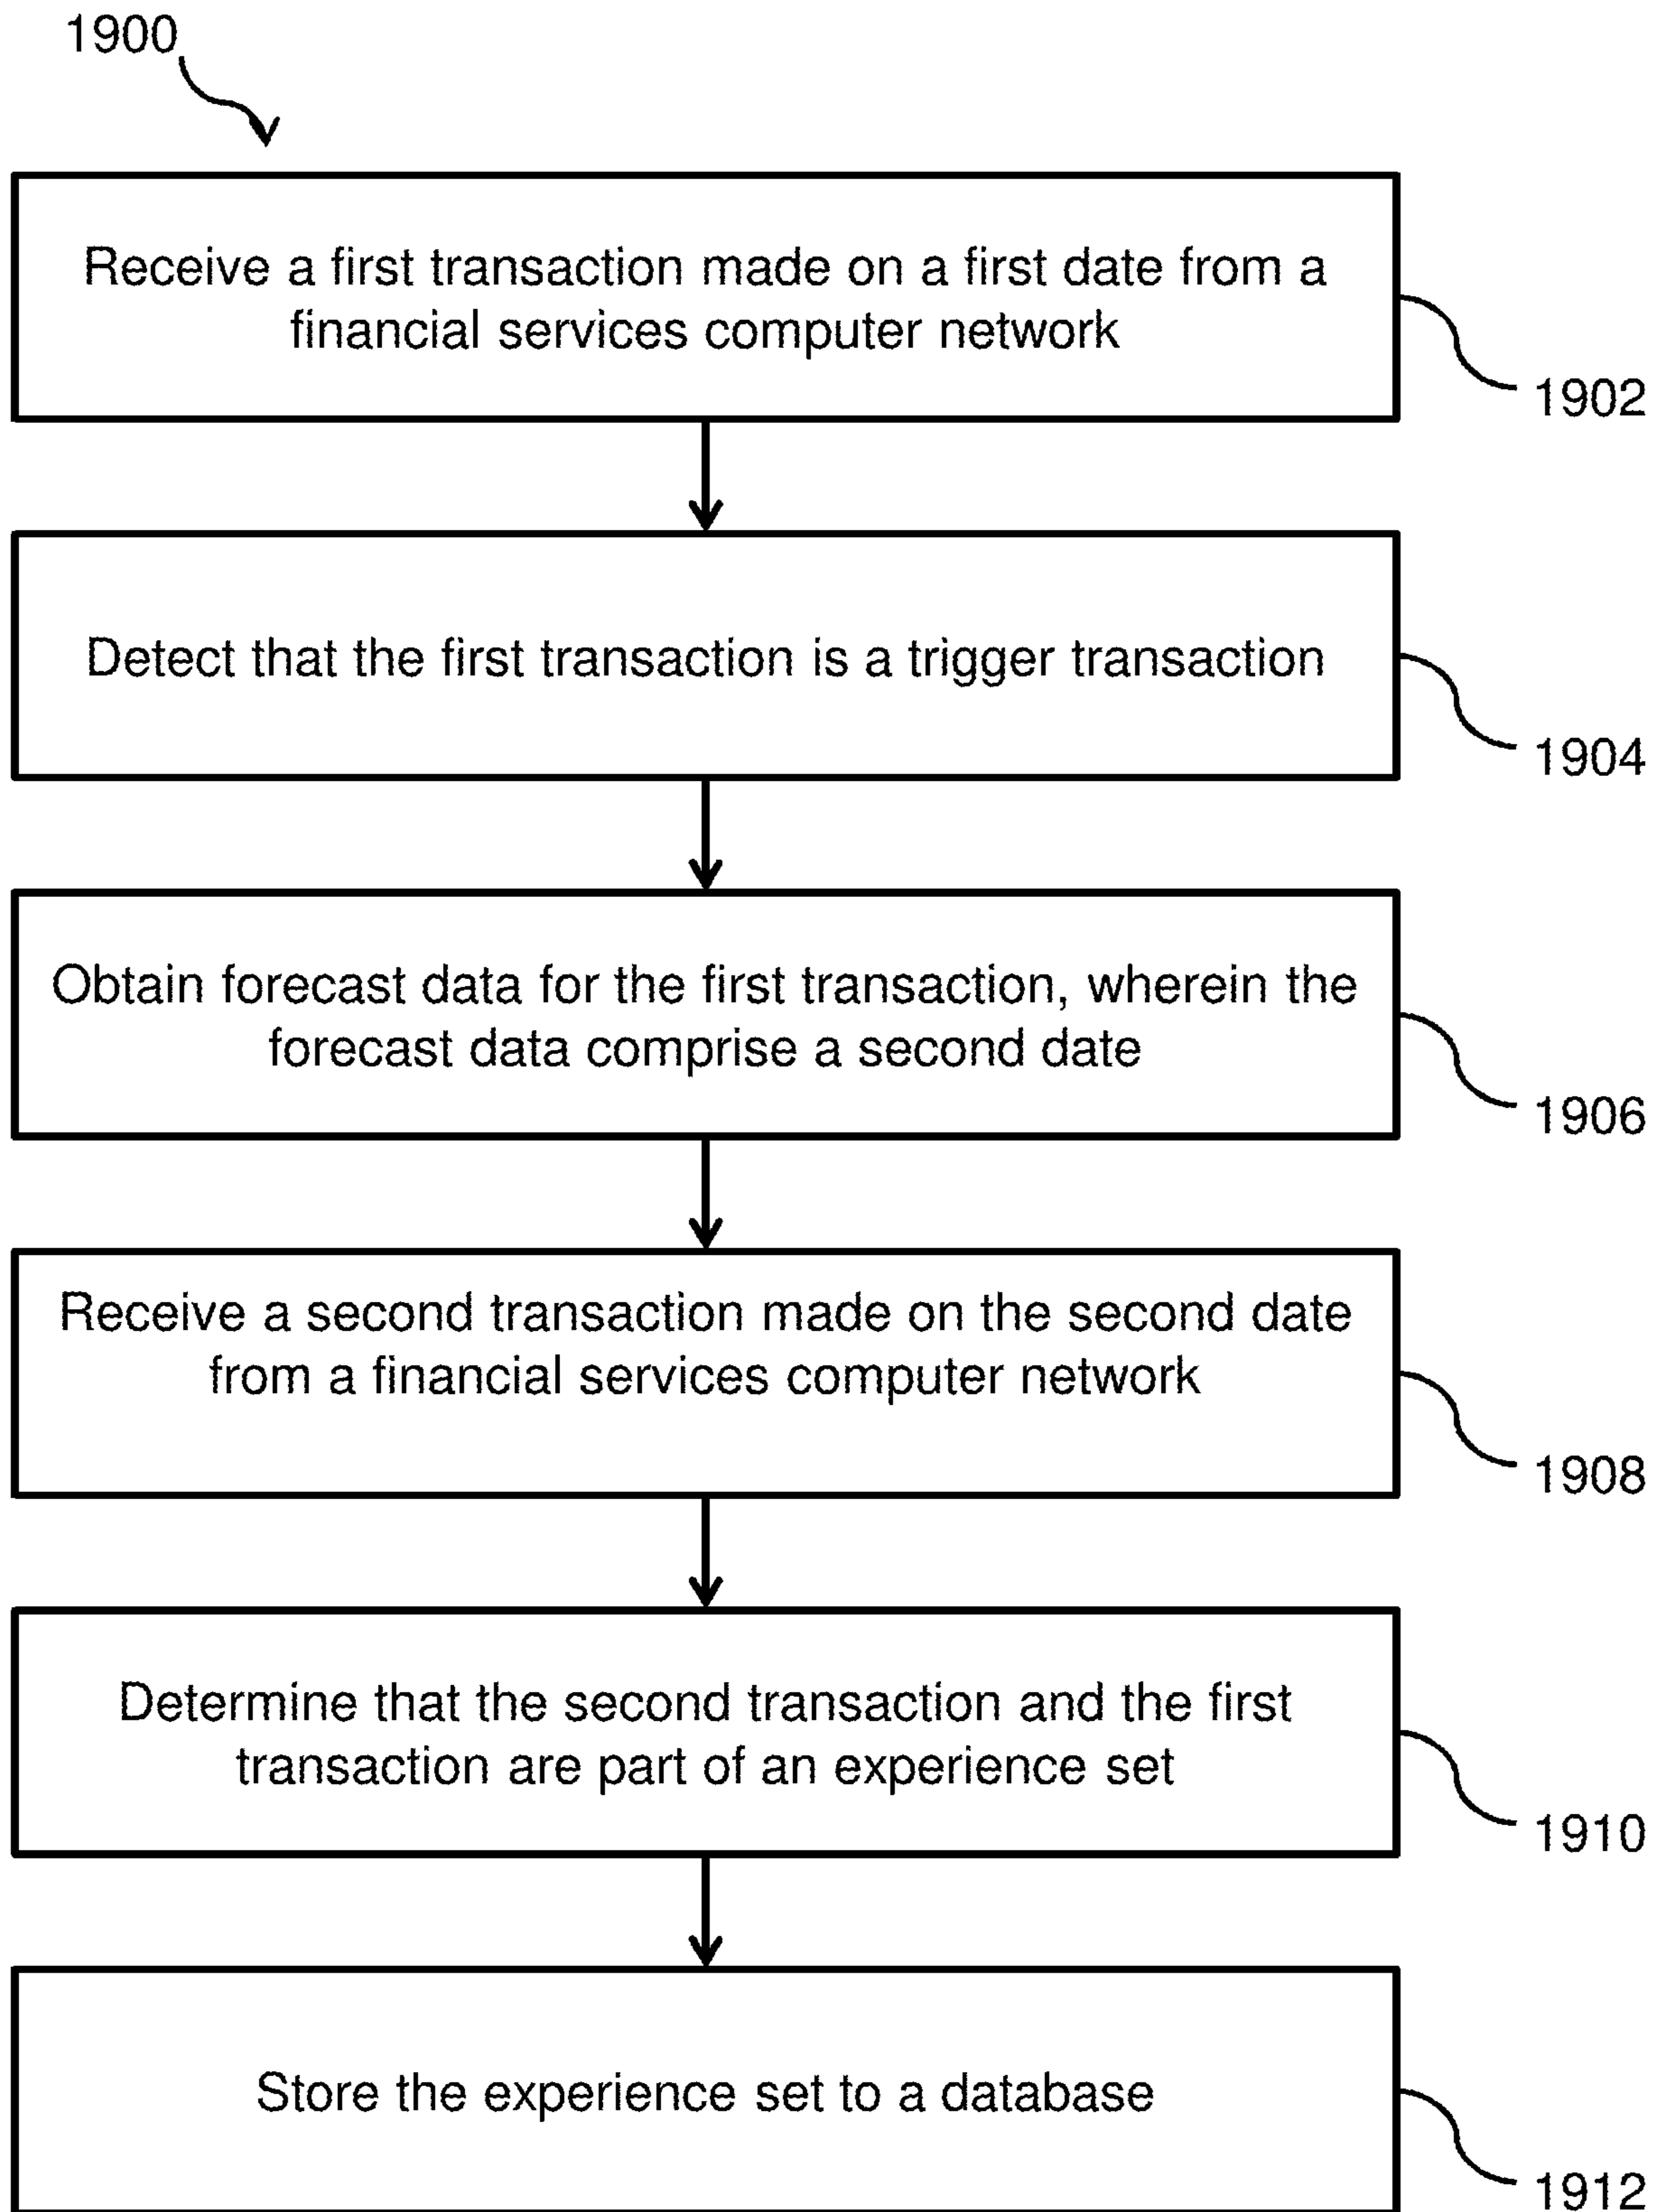 1900
Receive a first transaction made on a first date from a
financial services computer network
1902
Detect that the first transaction is a trigger transaction
1904
Obtain forecast data for the first transaction, wherein the
forecast data comprise a second date
1906
Receive a second transaction made on the second date
from a financial services computer network
1908
Determine that the second transaction and the first
transaction are part of an experience set
1910
Store the experience set to a database
1912